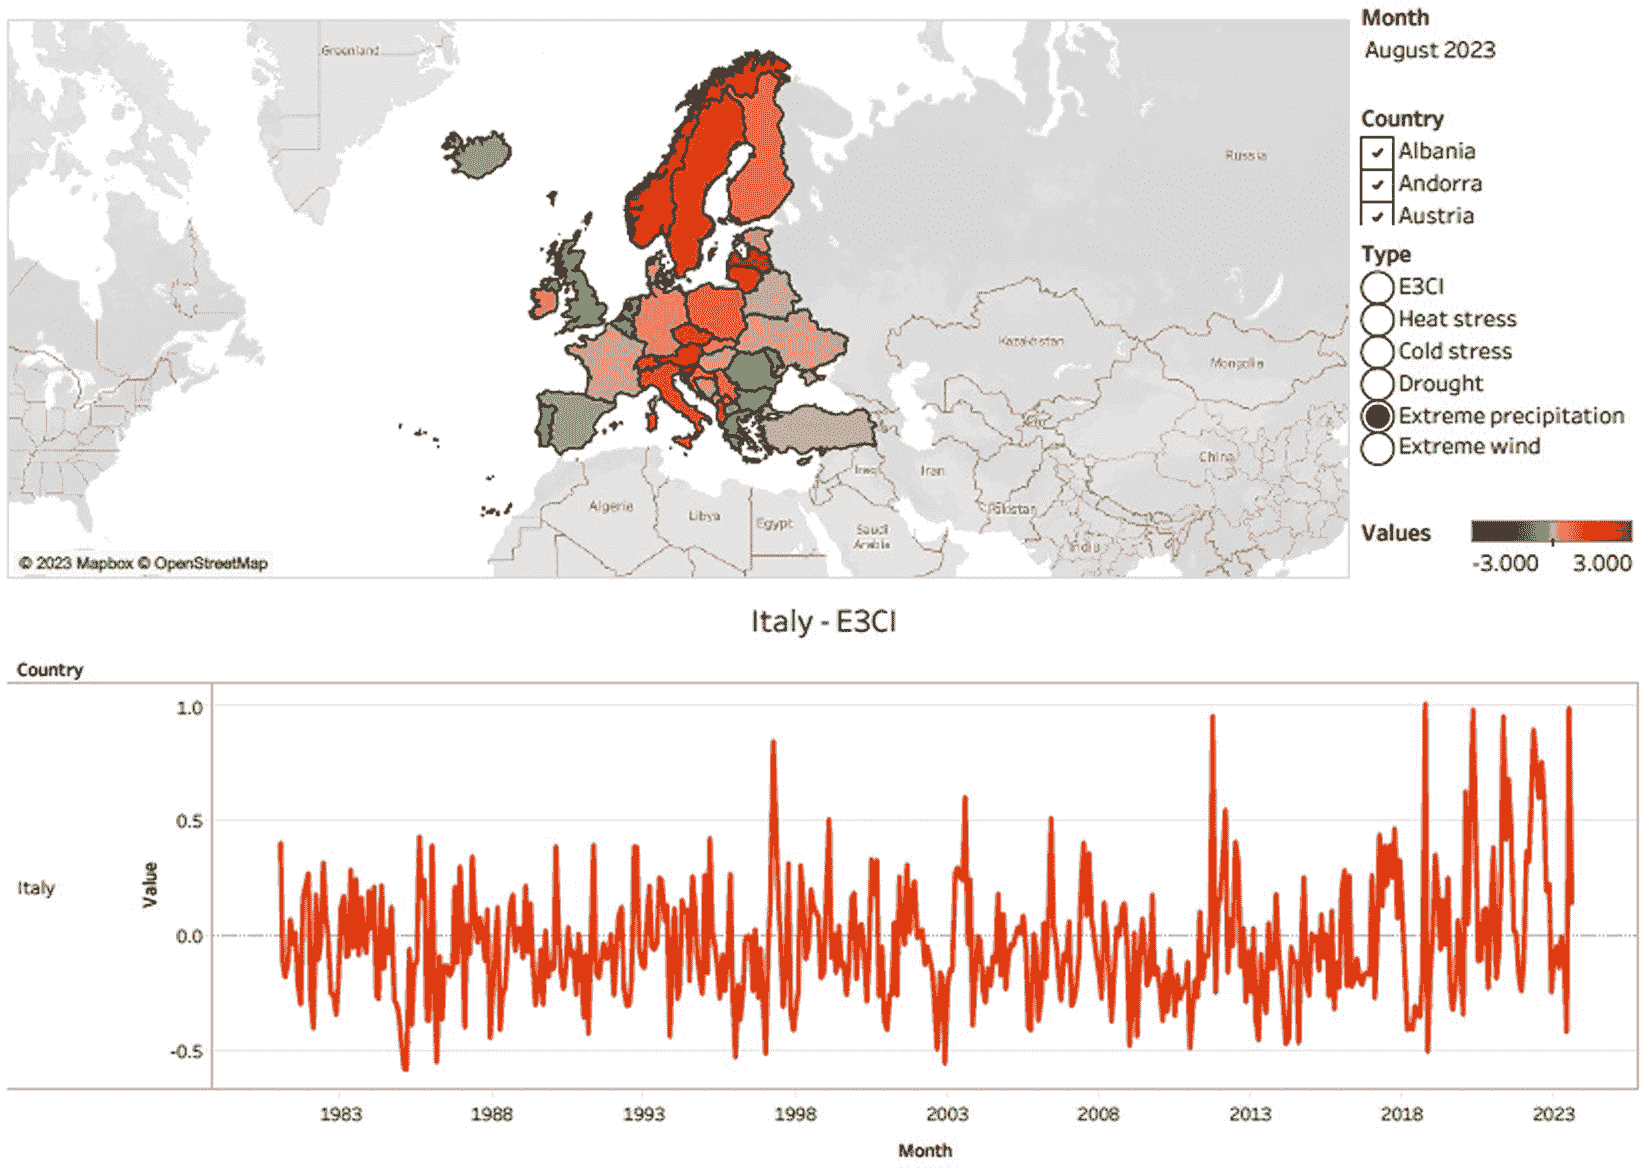 Greenland
Russia
Kazakhstan
Mongolia
China
Iraq
Iran
Pakistan
India
Algeria
Libya
Egypt
Saudi
Arabia
© 2023 Mapbox © OpenStreetMap
Month
August 2023
Country
Albania
Andorra
Austria
Type
E3CI
Heat stress
Cold stress
Drought
Extreme precipitation
Extreme wind
Values
-3.000 3.000
Italy - E3CI
Country
Italy
Value
1.0
0.5
0.0
-0.5
1983 1988 1993 1998 2003 2008 2013 2018 2023
Month